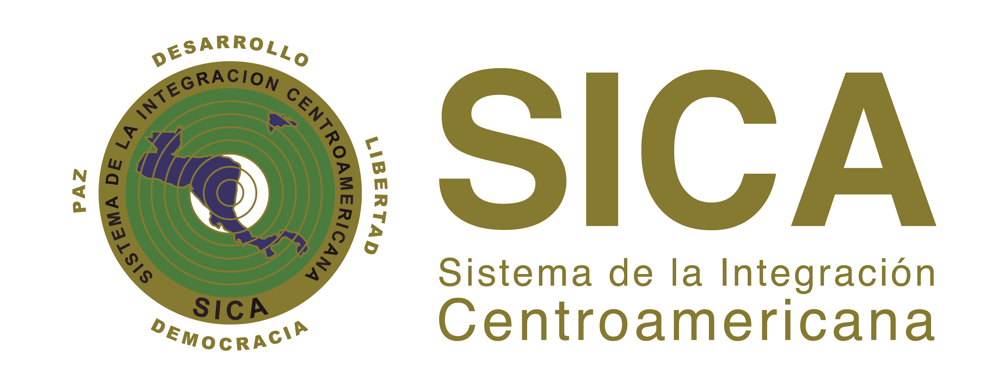 DESARROLLO
SISTEMA DE LA INTEGRACION CENTROAMERICANA
PAZ
LIBERTAD
SICA
DEMOCRACIA
SICA
Sistema de la Integración
Centroamericana